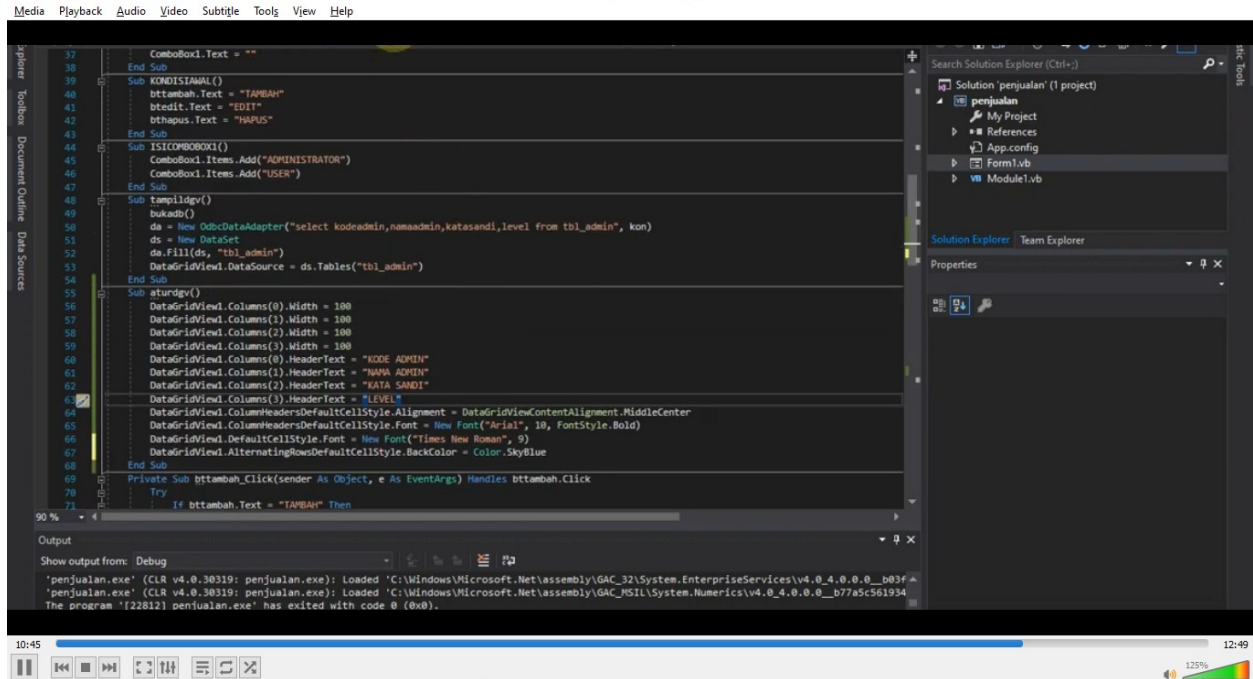 Media Playback Audio Video Subtitle Tools View Help
37 ComboBox1.Text = ""
38 End Sub
39 Sub KONDISIAWAL()
40 bttambah.Text = "TAMBAH"
41 btedit.Text = "EDIT"
42 bthapus.Text = "HAPUS"
43 End Sub
44 Sub ISICOMBOBOX1()
45 ComboBox1.Items.Add("ADMINISTRATOR")
46 ComboBox1.Items.Add("USER")
47 End Sub
48 Sub tampildgv()
49 bukadb()
50 da = New OdbcDataAdapter("select kodeadmin,namaadmin,katasandi,level from tbl_admin", kon)
51 ds = New DataSet
52 da.Fill(ds, "tbl_admin")
53 DataGridView1.DataSource = ds.Tables("tbl_admin")
54 End Sub
55 Sub aturdgv()
56 DataGridView1.Columns(0).Width = 100
57 DataGridView1.Columns(1).Width = 100
58 DataGridView1.Columns(2).Width = 100
59 DataGridView1.Columns(3).Width = 100
60 DataGridView1.Columns(0).HeaderText = "KODE ADMIN"
61 DataGridView1.Columns(1).HeaderText = "NAMA ADMIN"
62 DataGridView1.Columns(2).HeaderText = "KATA SANDI"
63 DataGridView1.Columns(3).HeaderText = "LEVEL"
64 DataGridView1.ColumnHeadersDefaultCellStyle.Alignment = DataGridViewContentAlignment.MiddleCenter
65 DataGridView1.ColumnHeadersDefaultCellStyle.Font = New Font("Arial", 10, FontStyle.Bold)
66 DataGridView1.DefaultCellStyle.Font = New Font("Times New Roman", 9)
67 DataGridView1.AlternatingRowsDefaultCellStyle.BackColor = Color.SkyBlue
68 End Sub
69 Private Sub bttambah_Click(sender As Object, e As EventArgs) Handles bttambah.Click
70 Try
71 If bttambah.Text = "TAMBAH" Then
90 %
Toolbox
Document Outline
Data Sources
Output
Show output from: Debug
'penjualan.exe' (CLR v4.0.30319: penjualan.exe): Loaded 'C:\Windows\Microsoft.Net\assembly\GAC_32\System.EnterpriseServices\v4.0_4.0.0.0__b03f
'penjualan.exe' (CLR v4.0.30319: penjualan.exe): Loaded 'C:\Windows\Microsoft.Net\assembly\GAC_MSIL\System.Numerics\v4.0_4.0.0.0__b77a5c561934
The program '[22812] penjualan.exe' has exited with code 0 (0x0).
Search Solution Explorer (Ctrl+;)
Solution 'penjualan' (1 project)
VB penjualan
My Project
References
App.config
Form1.vb
VB Module1.vb
Solution Explorer Team Explorer
Properties
Tools
10:45 12:49
125%